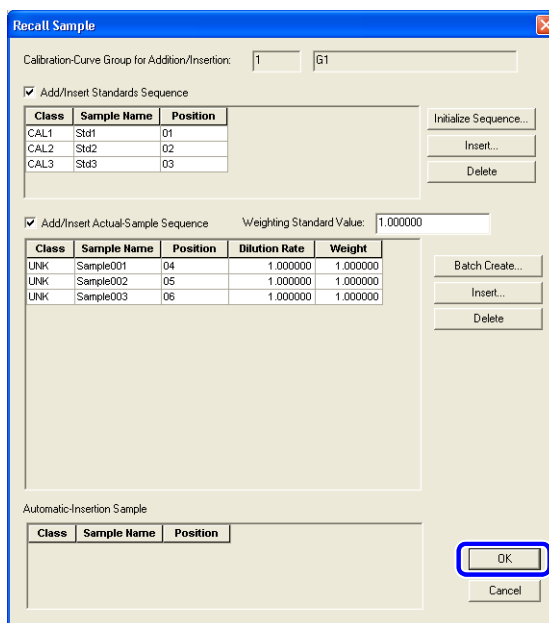 Recall Sample
Calibration-Curve Group for Addition/Insertion: 1 G1
Add/Insert Standards Sequence
Class Sample Name Position
CAL1 Std1 01
CAL2 Std2 02
CAL3 Std3 03
Initialize Sequence...
Insert...
Delete
Add/Insert Actual-Sample Sequence Weighting Standard Value: 1.000000
Class Sample Name Position Dilution Rate Weight
UNK Sample001 04 1.000000 1.000000
UNK Sample002 05 1.000000 1.000000
UNK Sample003 06 1.000000 1.000000
Batch Create...
Insert...
Delete
Automatic-Insertion Sample
Class Sample Name Position
OK
Cancel